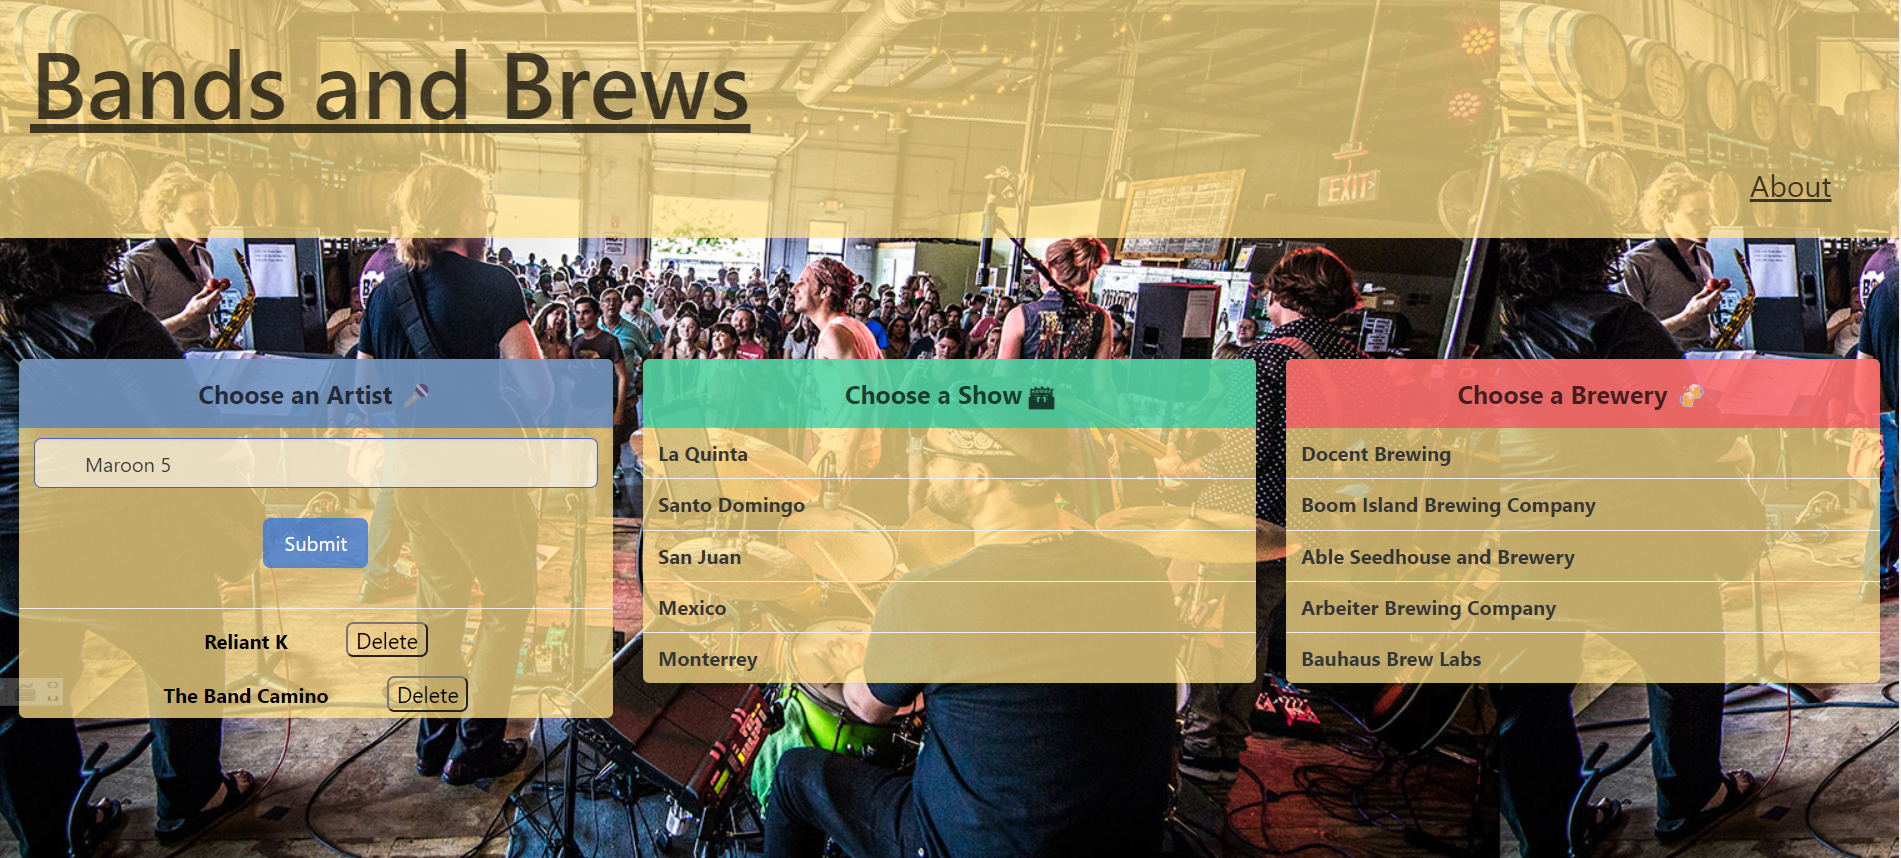 Bands and Brews
About
EXIT
Choose an Artist
Maroon 5
Submit
Reliant K
Delete
The Band Camino
Delete
Choose a Show
La Quinta
Santo Domingo
San Juan
Mexico
Monterrey
Choose a Brewery
Docent Brewing
Boom Island Brewing Company
Able Seedhouse and Brewery
Arbeiter Brewing Company
Bauhaus Brew Labs